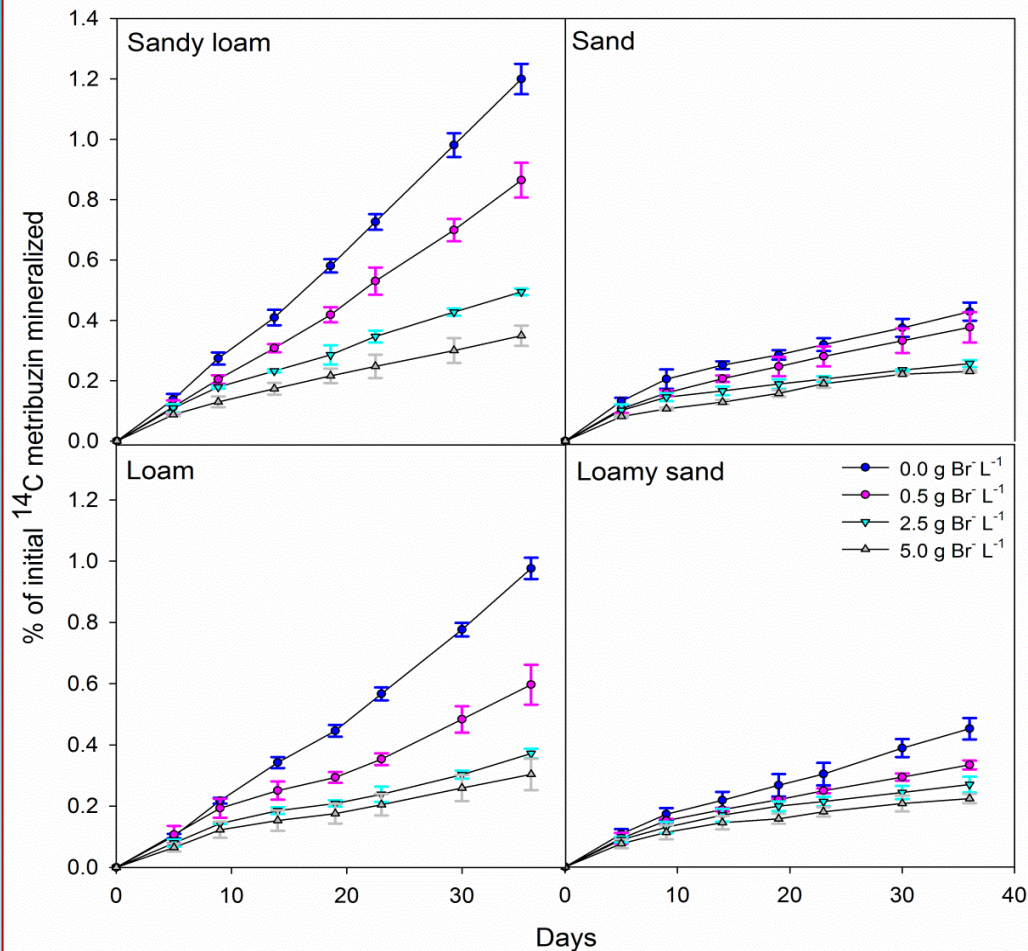 % of initial ¹⁴C metribuzin mineralized
1.4
1.2
1.0
0.8
0.6
0.4
0.2
0.0
Sandy loam
Sand
1.2
1.0
0.8
0.6
0.4
0.2
0.0
Loam
Loamy sand
0.0 g Br⁻ L⁻¹
0.5 g Br⁻ L⁻¹
2.5 g Br⁻ L⁻¹
5.0 g Br⁻ L⁻¹
0 10 20 30 0 10 20 30 40
Days